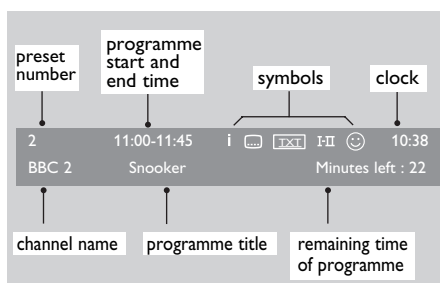 preset
number
programme
start and
end time
symbols
clock
2 11:00-11:45 i .... TXT I-II 10:38
BBC 2 Snooker Minutes left : 22
channel name
programme title
remaining time
of programme